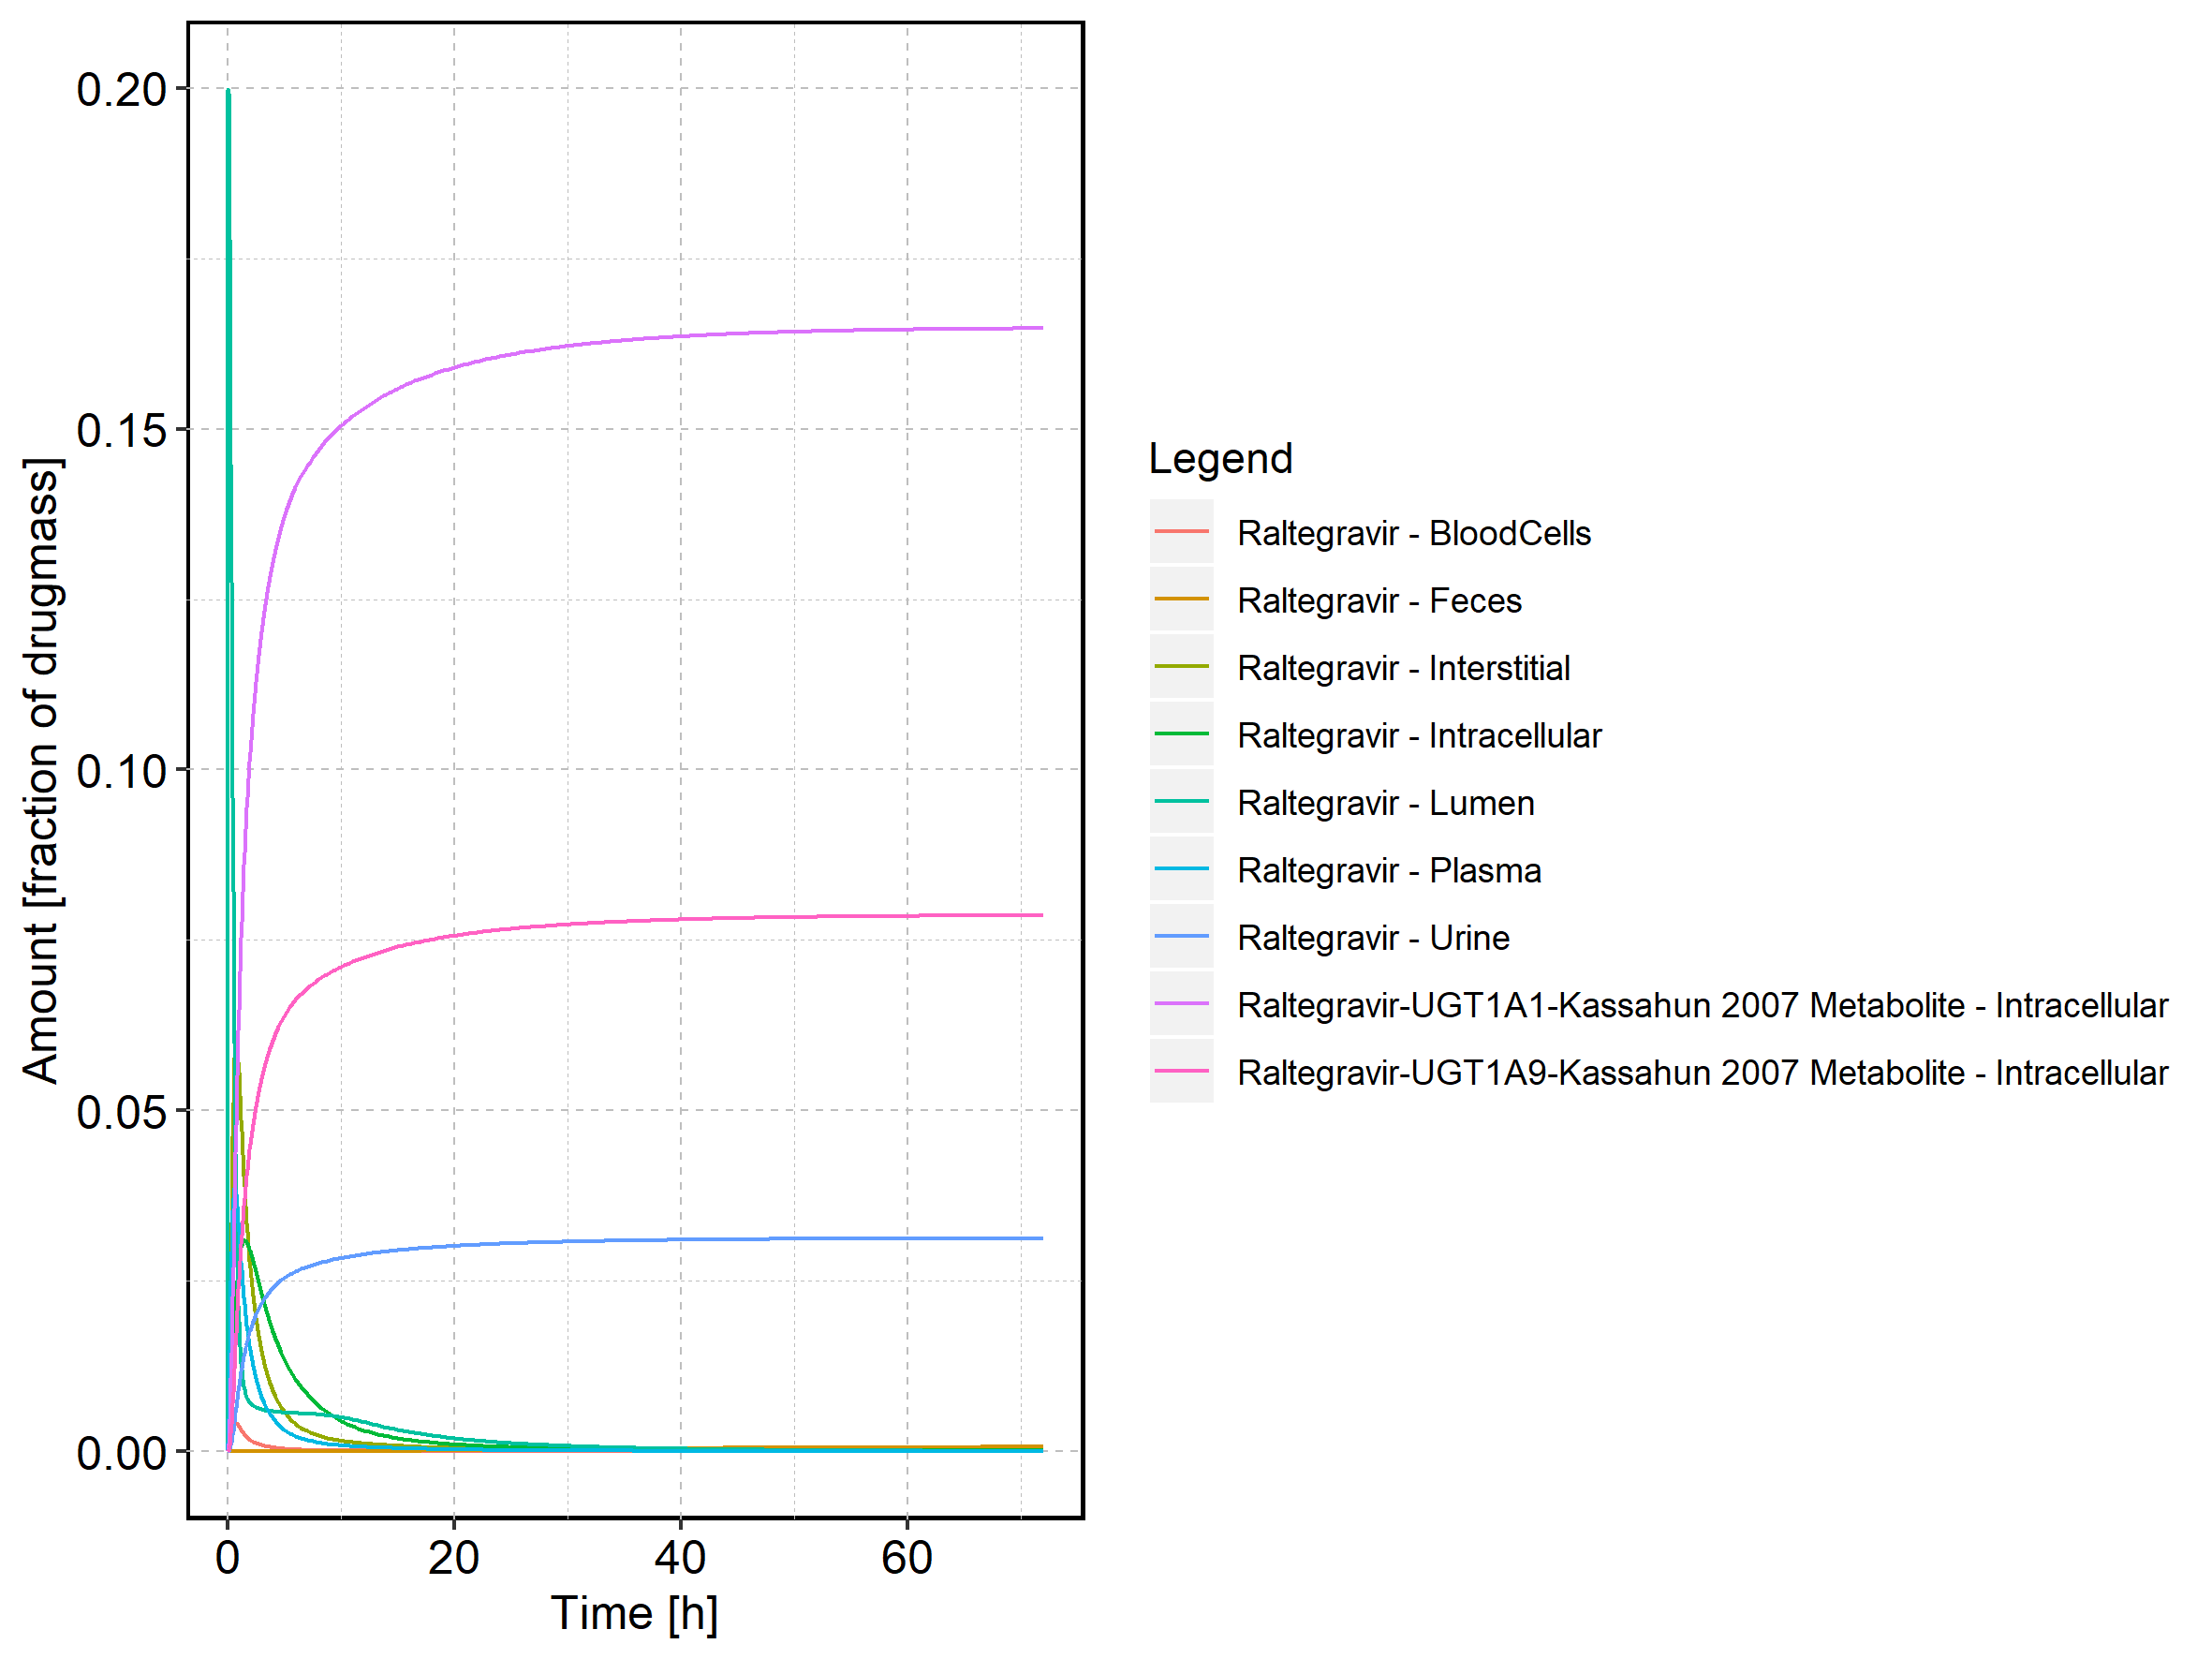 0.20
0.15
0.10
0.05
0.00
Amount [fraction of drugmass]
0 20 40 60
Time [h]
Legend
Raltegravir - BloodCells
Raltegravir - Feces
Raltegravir - Interstitial
Raltegravir - Intracellular
Raltegravir - Lumen
Raltegravir - Plasma
Raltegravir - Urine
Raltegravir-UGT1A1-Kassahun 2007 Metabolite - Intracellular
Raltegravir-UGT1A9-Kassahun 2007 Metabolite - Intracellular